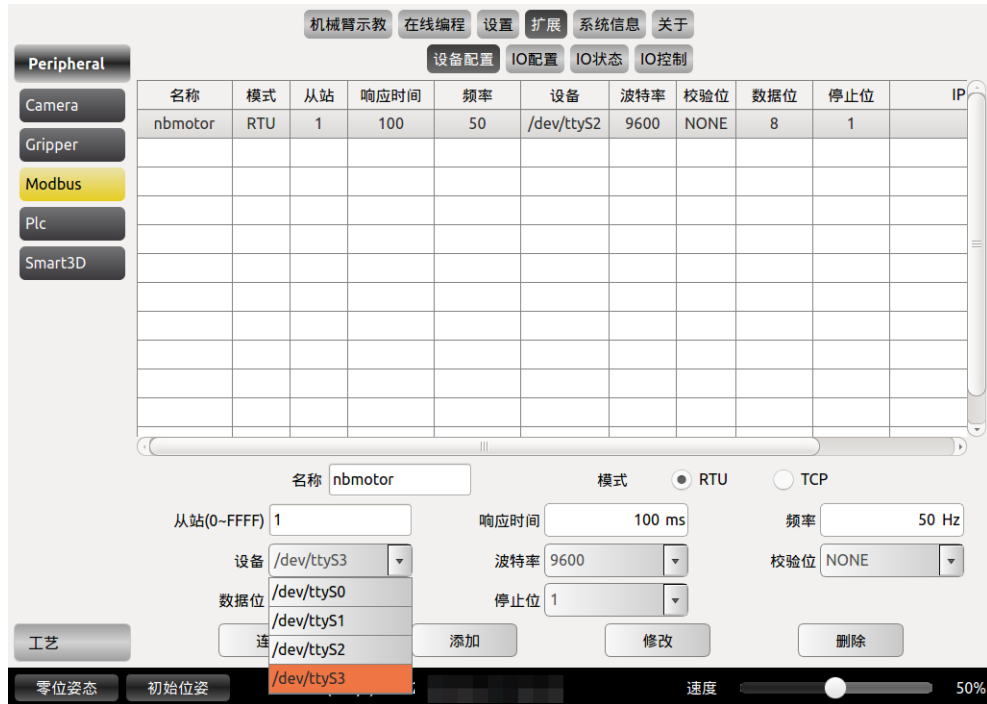 机械臂示教 在线编程 设置 扩展 系统信息 关于
设备配置 IO配置 IO状态 IO控制
Peripheral
Camera
Gripper
Modbus
Plc
Smart3D
工艺
名称 模式 从站 响应时间 频率 设备 波特率 校验位 数据位 停止位 IP
nbmotor RTU 1 100 50 /dev/ttyS2 9600 NONE 8 1
名称 nbmotor 模式 RTU TCP
从站(0~FFFF) 1 响应时间 100 ms 频率 50 Hz
设备 /dev/ttyS3 波特率 9600 校验位 NONE
数据位 停止位 1
/dev/ttyS0
/dev/ttyS1
/dev/ttyS2
/dev/ttyS3
添加 修改 删除
零位姿态 初始位姿 速度 50%